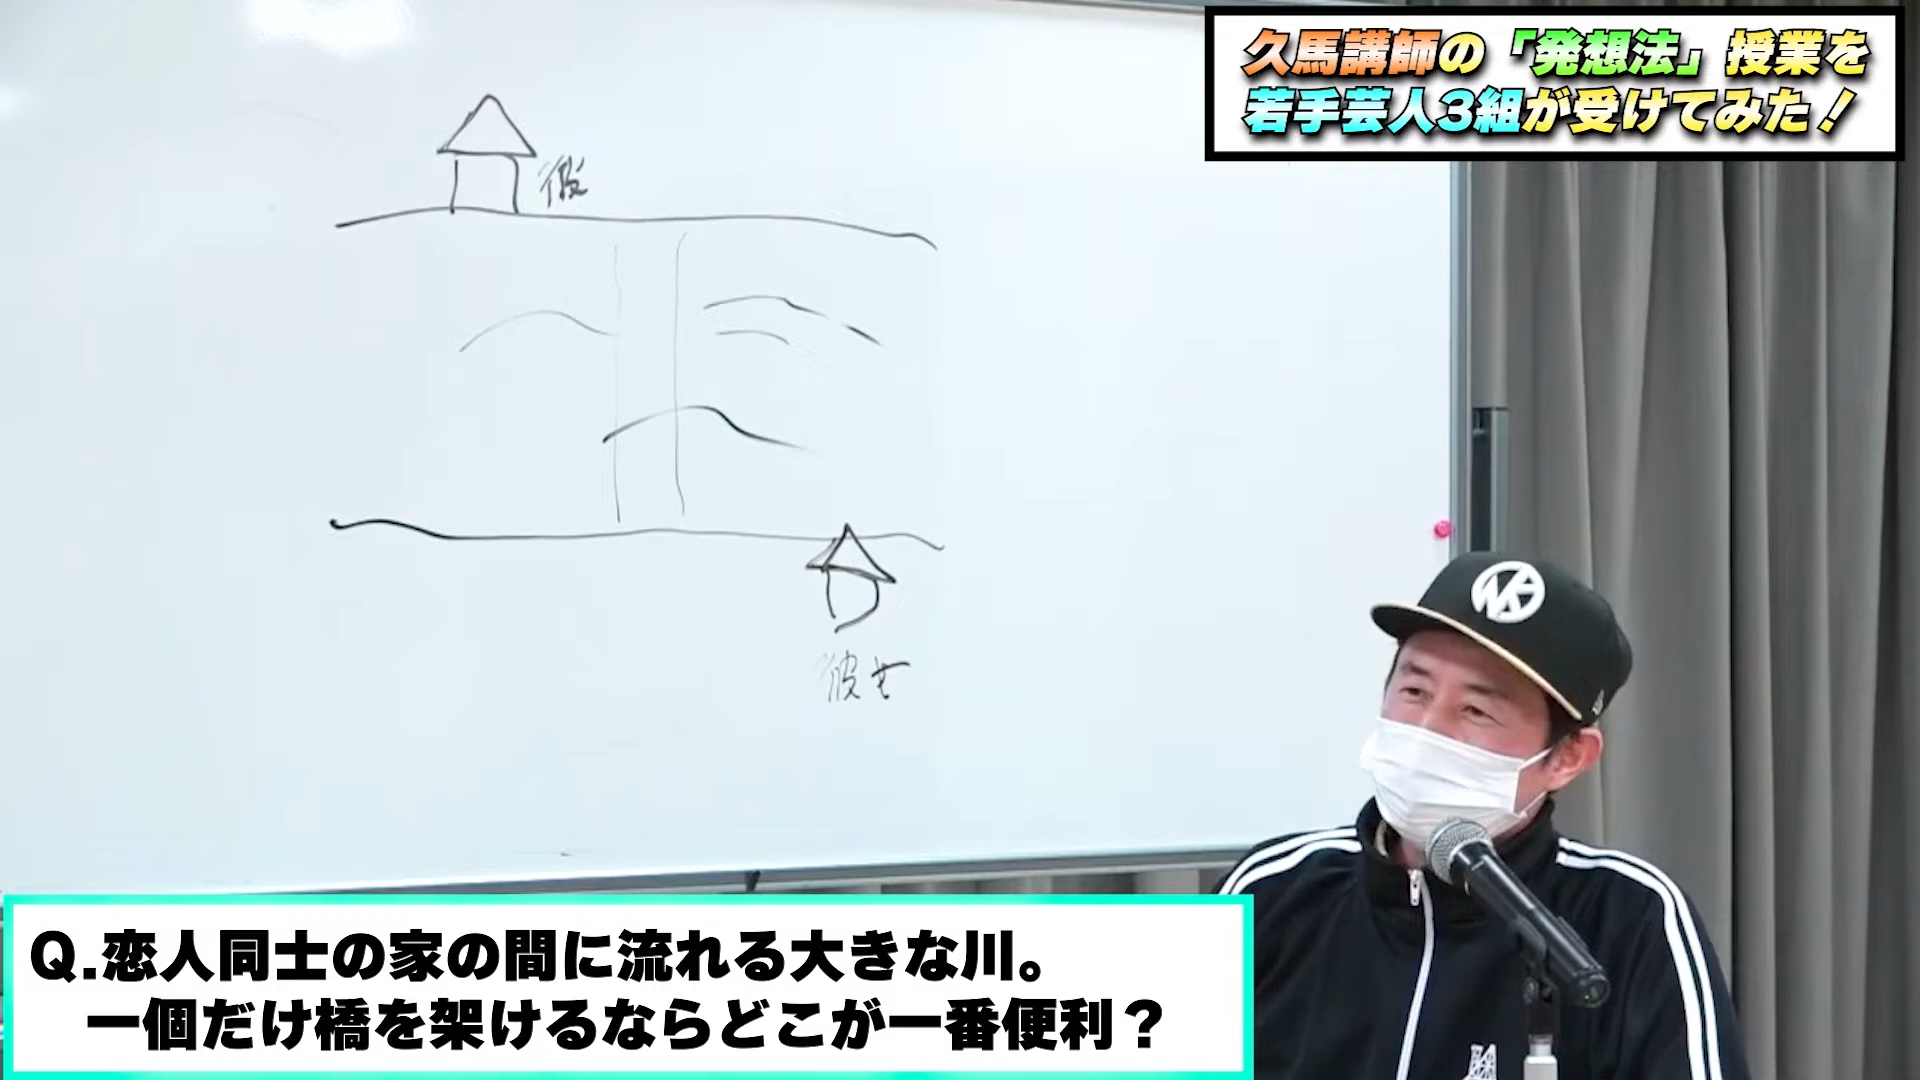 久馬講師の「発想法」授業を
若手芸人3組が受けてみた！
彼
彼女
Q.恋人同士の家の間に流れる大きな川。
一個だけ橋を架けるならどこが一番便利？